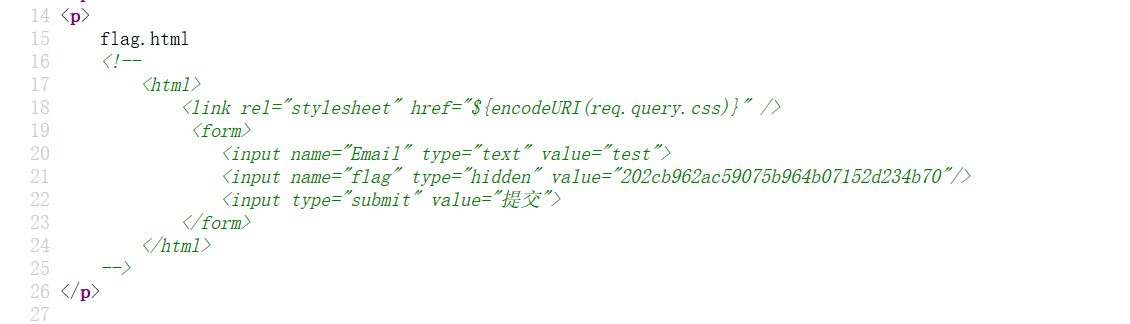 14 <p>
15 flag.html
16 <!--
17 <html>
18 <link rel="stylesheet" href="${encodeURI(req.query.css)}" />
19 <form>
20 <input name="Email" type="text" value="test">
21 <input name="flag" type="hidden" value="202cb962ac59075b964b07152d234b70"/>
22 <input type="submit" value="提交">
23 </form>
24 </html>
25 -->
26 </p>
27